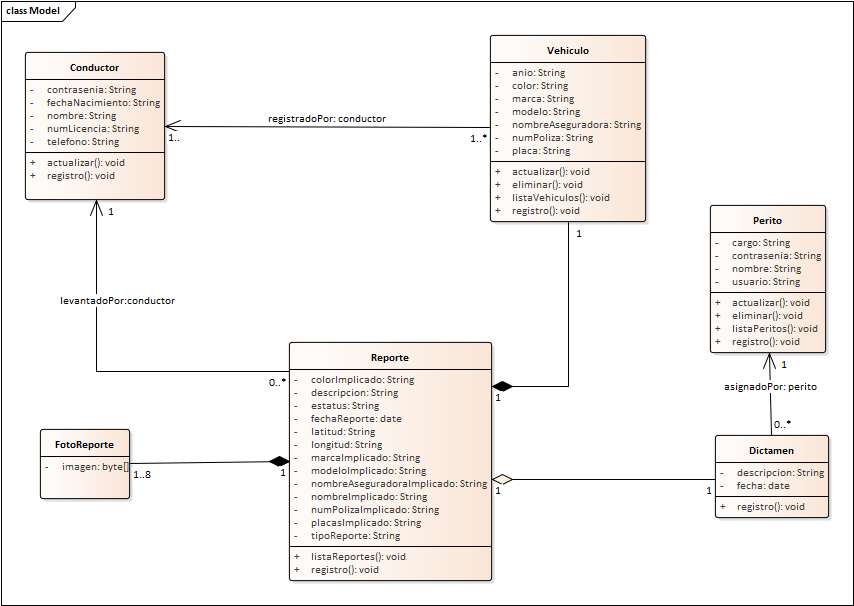 class Model
Conductor
- contrasenia: String
- fechaNacimiento: String
- nombre: String
- numLicencia: String
- telefono: String
+ actualizar(): void
+ registro(): void
registradoPor: conductor
1..
1..*
Vehiculo
- anio: String
- color: String
- marca: String
- modelo: String
- nombreAseguradora: String
- numPoliza: String
- placa: String
+ actualizar(): void
+ eliminar(): void
+ listaVehiculos(): void
+ registro(): void
1
1
Perito
- cargo: String
- contrasenia: String
- nombre: String
- usuario: String
+ actualizar(): void
+ eliminar(): void
+ listaPeritos(): void
+ registro(): void
levantadoPor:conductor
0..*
1
asignadoPor: perito
0..*
Reporte
- colorImplicado: String
- descripcion: String
- estatus: String
- fechaReporte: date
- latitud: String
- longitud: String
- marcaImplicado: String
- modeloImplicado: String
- nombreAseguradoraImplicado: String
- nombreImplicado: String
- numPolizaImplicado: String
- placasImplicado: String
- tipoReporte: String
+ listaReportes(): void
+ registro(): void
1
FotoReporte
- imagen: byte[]
1..8
1
1
1
Dictamen
- descripcion: String
- fecha: date
+ registro(): void